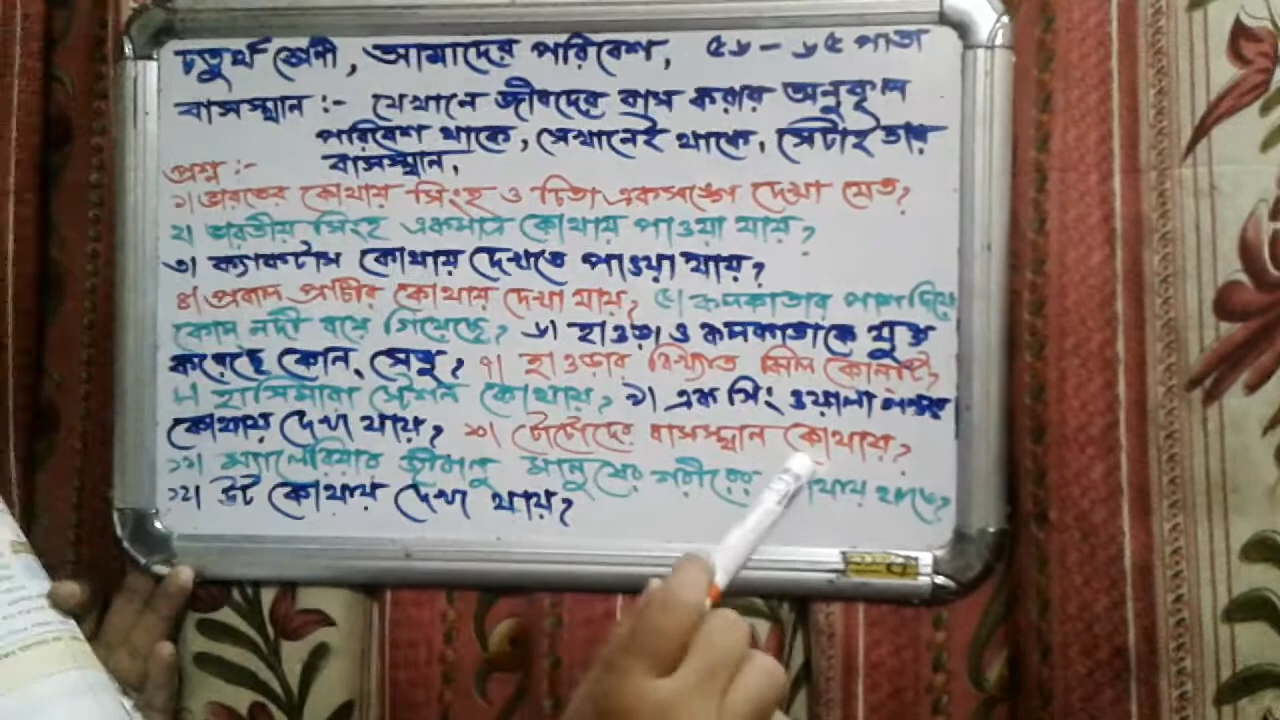 চতুর্থ শ্রেণী, আমাদের পরিবেশ, ৫৬ - ৬৫ পাতা
বাসস্থান :- যেখানে জীবদের বাস করার অনুকূল
পরিবেশ থাকে, সেখানেই থাকে, সেটাই তার
বাসস্থান,
প্রশ্ন :-
১) ভারতের কোথায় সিংহ ও চিতা একসঙ্গে দেখা যেত?
২) ভারতীয় সিংহ একমাত্র কোথায় পাওয়া যায়?
৩) ক্যাকটাস কোথায় দেখতে পাওয়া যায়?
৪) প্রবাল প্রাচীর কোথায় দেখা যায়? ৫) কলকাতার পাশ দিয়ে
কোন নদী বয়ে গিয়েছে? ৬) হাওড়া ও কলকাতাকে যুক্ত
করেছে কোন সেতু? ৭) হাওড়ার বিখ্যাত ঝিল কোনটি?
৮) হাসিমারা স্টেশন কোথায়? ৯) এক সিং ওয়ালা গন্ডার
কোথায় দেখা যায়? ১০) টোটোদের বাসস্থান কোথায়?
১১) ম্যালেরিয়ার জীবাণু মানুষের শরীরের থাকে?
১২) উট কোথায় দেখা যায়?